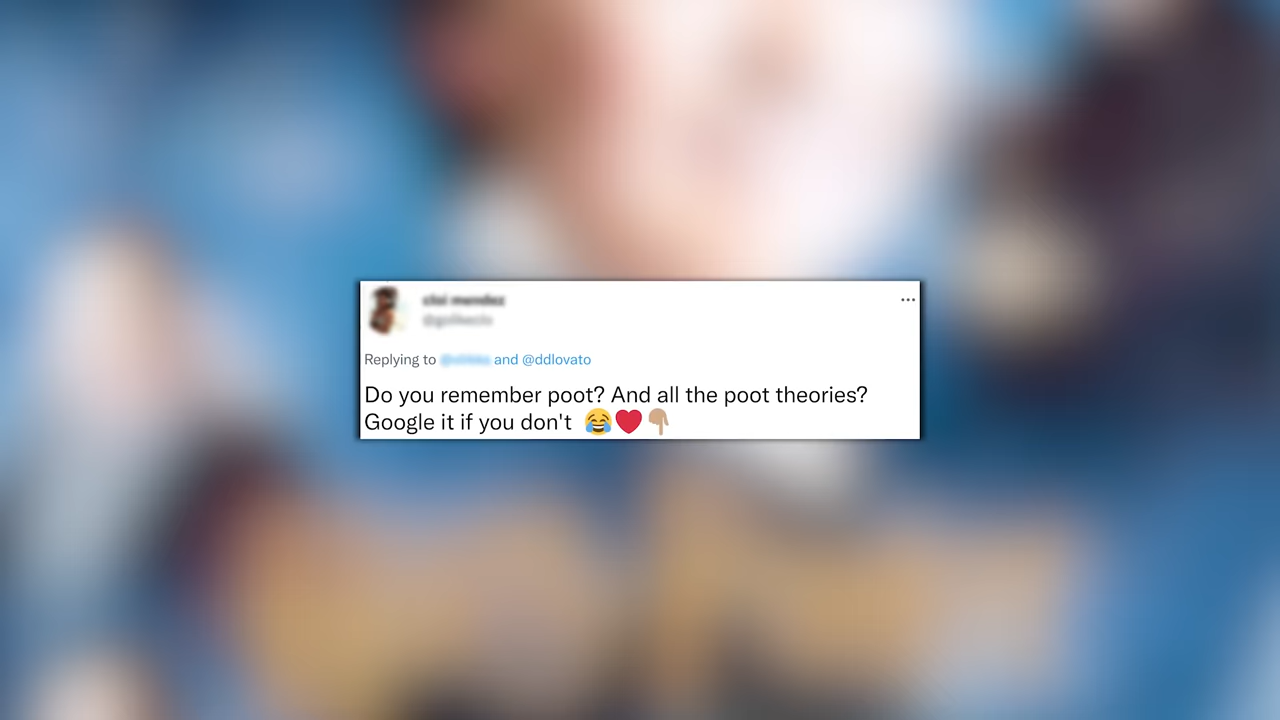 Replying to and @ddlovato
Do you remember poot? And all the poot theories?
Google it if you don't 😂❤️👇🏽